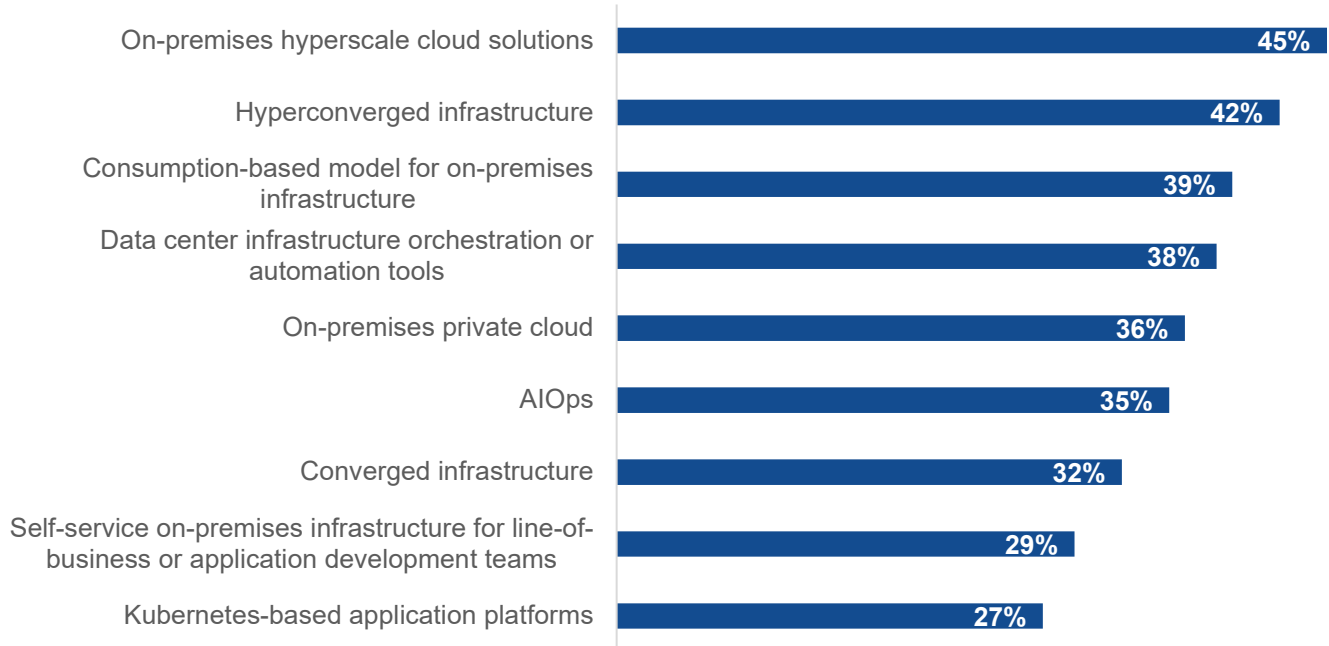 On-premises hyperscale cloud solutions
45%
Hyperconverged infrastructure
42%
Consumption-based model for on-premises
infrastructure
39%
Data center infrastructure orchestration or
automation tools
38%
On-premises private cloud
36%
AIOps
35%
Converged infrastructure
32%
Self-service on-premises infrastructure for line-of-
business or application development teams
29%
Kubernetes-based application platforms
27%